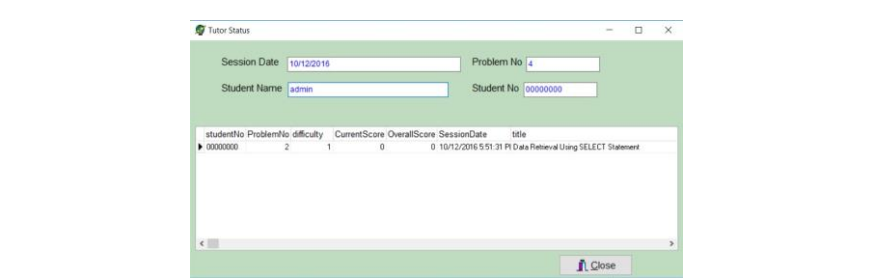 Tutor Status
Session Date 10/12/2016 Problem No 4
Student Name admin Student No 00000000
studentNo ProblemNo difficulty CurrentScore OverallScore SessionDate title
00000000 2 1 0 0 10/12/2016 5:51:31 PI Data Retrieval Using SELECT Statement
Close